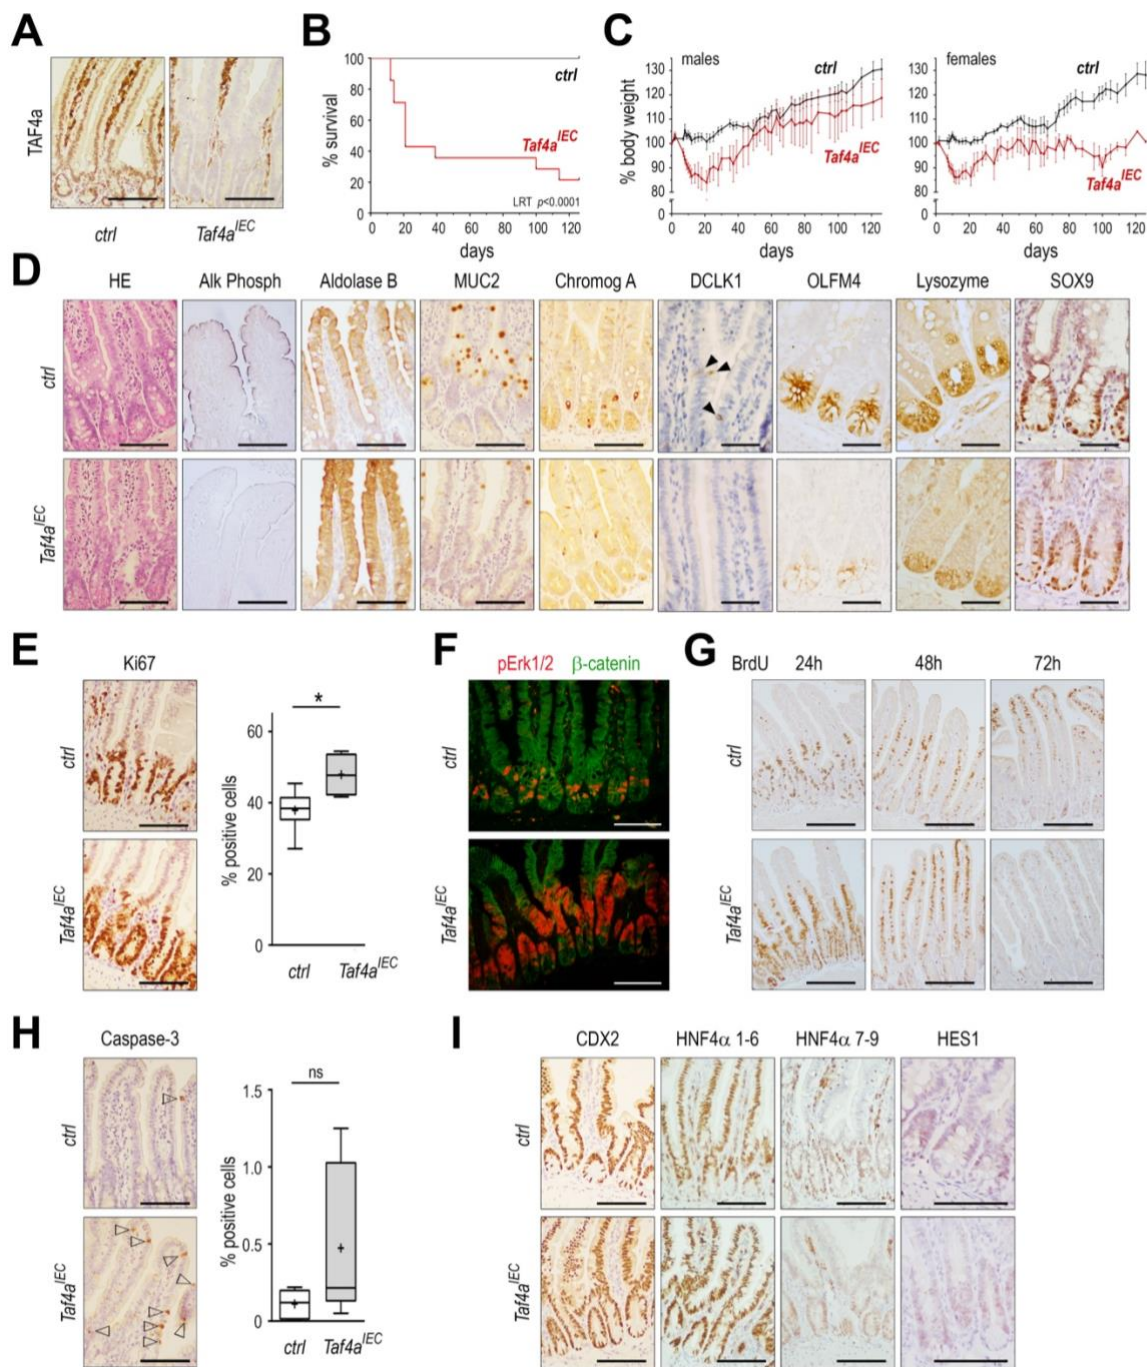 A
TAF4a
ctrl
Taf4a^IEC
B
100
80
60
40
20
0
% survival
ctrl
Taf4a^IEC
LRT p<0.0001
0 20 40 60 80 100 120
days
C
males
130
120
110
100
90
80
0
% body weight
ctrl
Taf4a^IEC
0 20 40 60 80 100 120
days
females
130
120
110
100
90
80
0
ctrl
Taf4a^IEC
0 20 40 60 80 100 120
days
D
HE Alk Phosph Aldolase B MUC2 Chromog A DCLK1 OLFM4 Lysozyme SOX9
ctrl
Taf4a^IEC
E
Ki67
ctrl
Taf4a^IEC
*
60
40
20
0
% positive cells
ctrl Taf4a^IEC
F
pErk1/2 β-catenin
ctrl
Taf4a^IEC
G
BrdU 24h 48h 72h
ctrl
Taf4a^IEC
H
Caspase-3
ctrl
Taf4a^IEC
ns
1.5
1.0
0.5
0
% positive cells
ctrl Taf4a^IEC
I
CDX2 HNF4α 1-6 HNF4α 7-9 HES1
ctrl
Taf4a^IEC